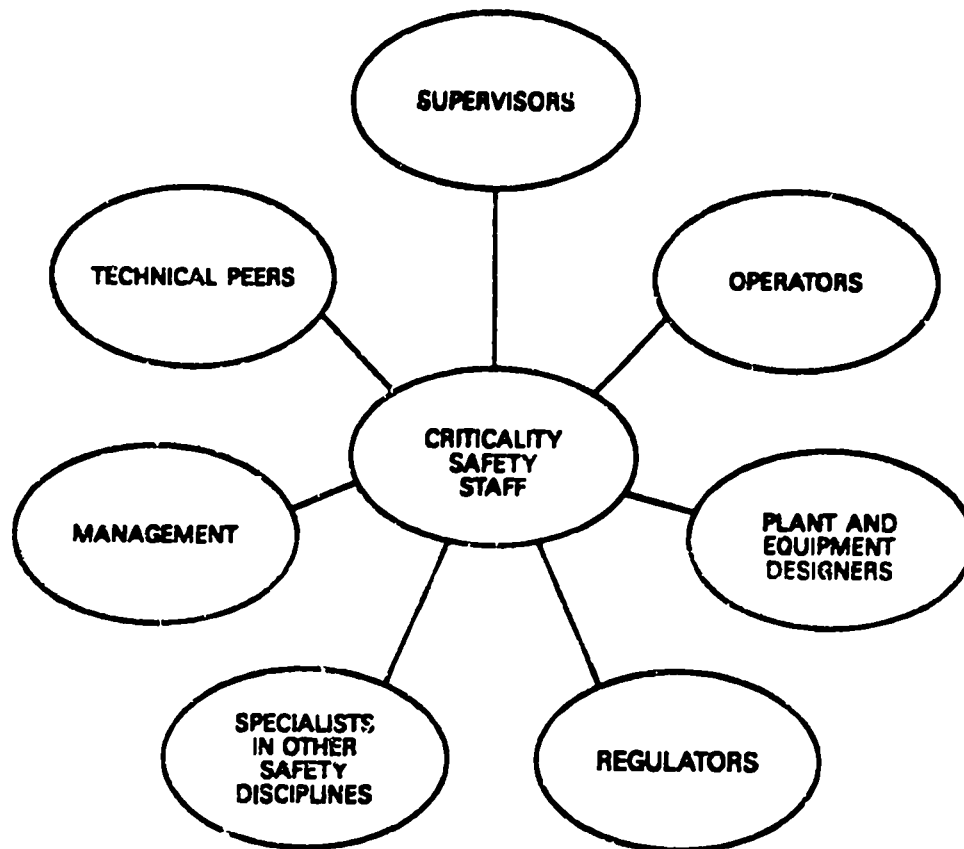 SUPERVISORS
TECHNICAL PEERS
OPERATORS
CRITICALITY
SAFETY
STAFF
MANAGEMENT
PLANT AND
EQUIPMENT
DESIGNERS
SPECIALISTS
IN OTHER
SAFETY
DISCIPLINES
REGULATORS